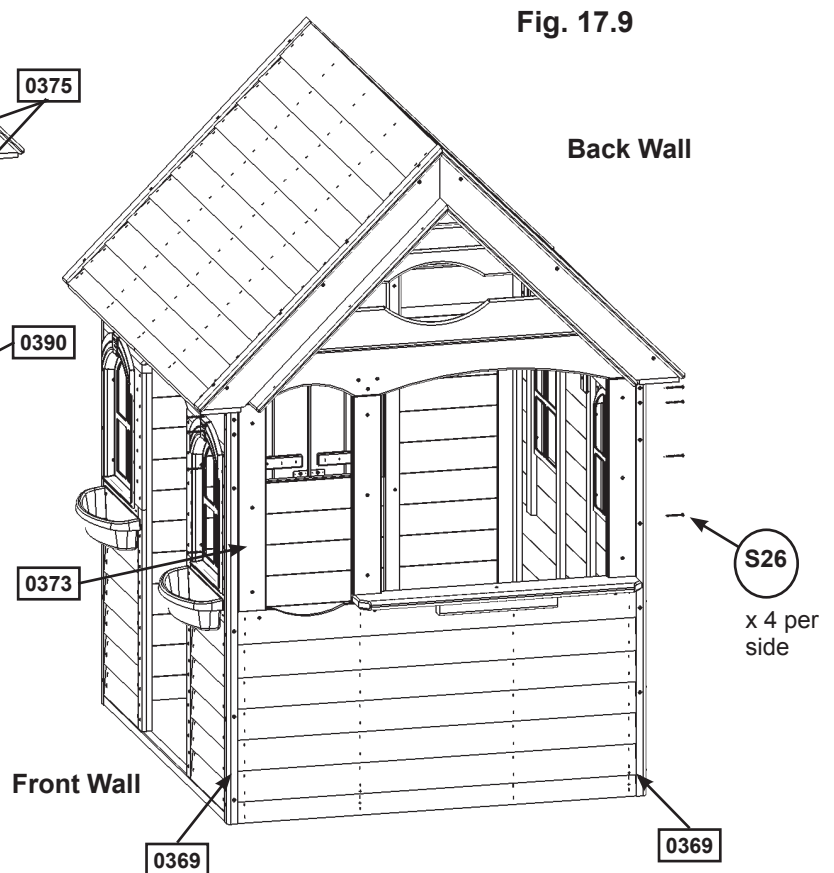 Fig. 17.9
0375
Back Wall
0390
S26
0373
x 4 per
side
Front Wall
0369
0369